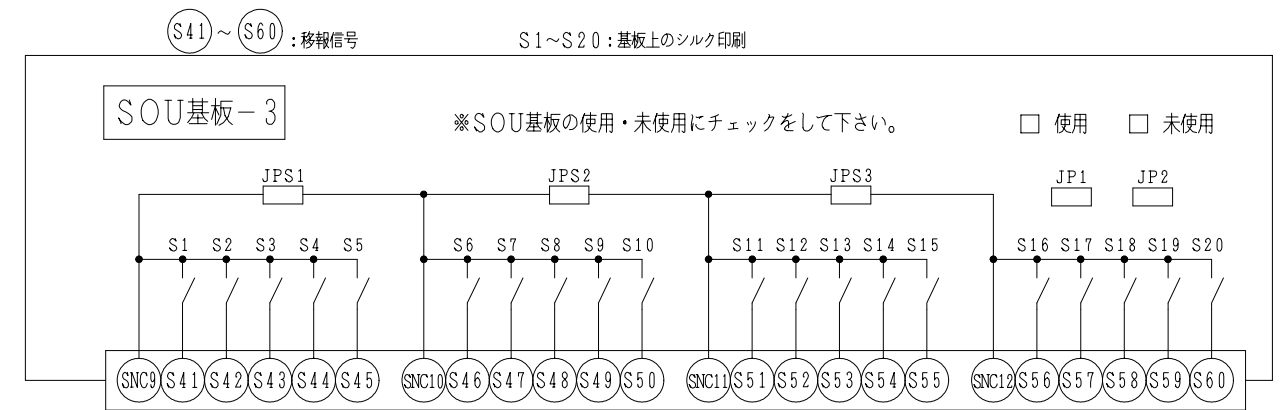 S41～S60：移報信号 S1～S20：基板上のシルク印刷
SOU基板－3 ※SOU基板の使用・未使用にチェックをして下さい。 □ 使用 □ 未使用
JPS1 JPS2 JPS3 JP1 JP2
S1 S2 S3 S4 S5 S6 S7 S8 S9 S10 S11 S12 S13 S14 S15 S16 S17 S18 S19 S20
SNC9 S41 S42 S43 S44 S45 SNC10 S46 S47 S48 S49 S50 SNC11 S51 S52 S53 S54 S55 SNC12 S56 S57 S58 S59 S60